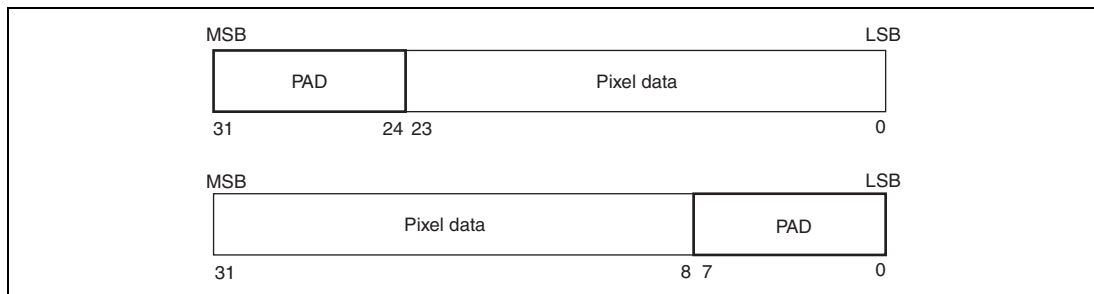 MSB LSB
PAD Pixel data
31 24 23 0
MSB LSB
Pixel data PAD
31 8 7 0